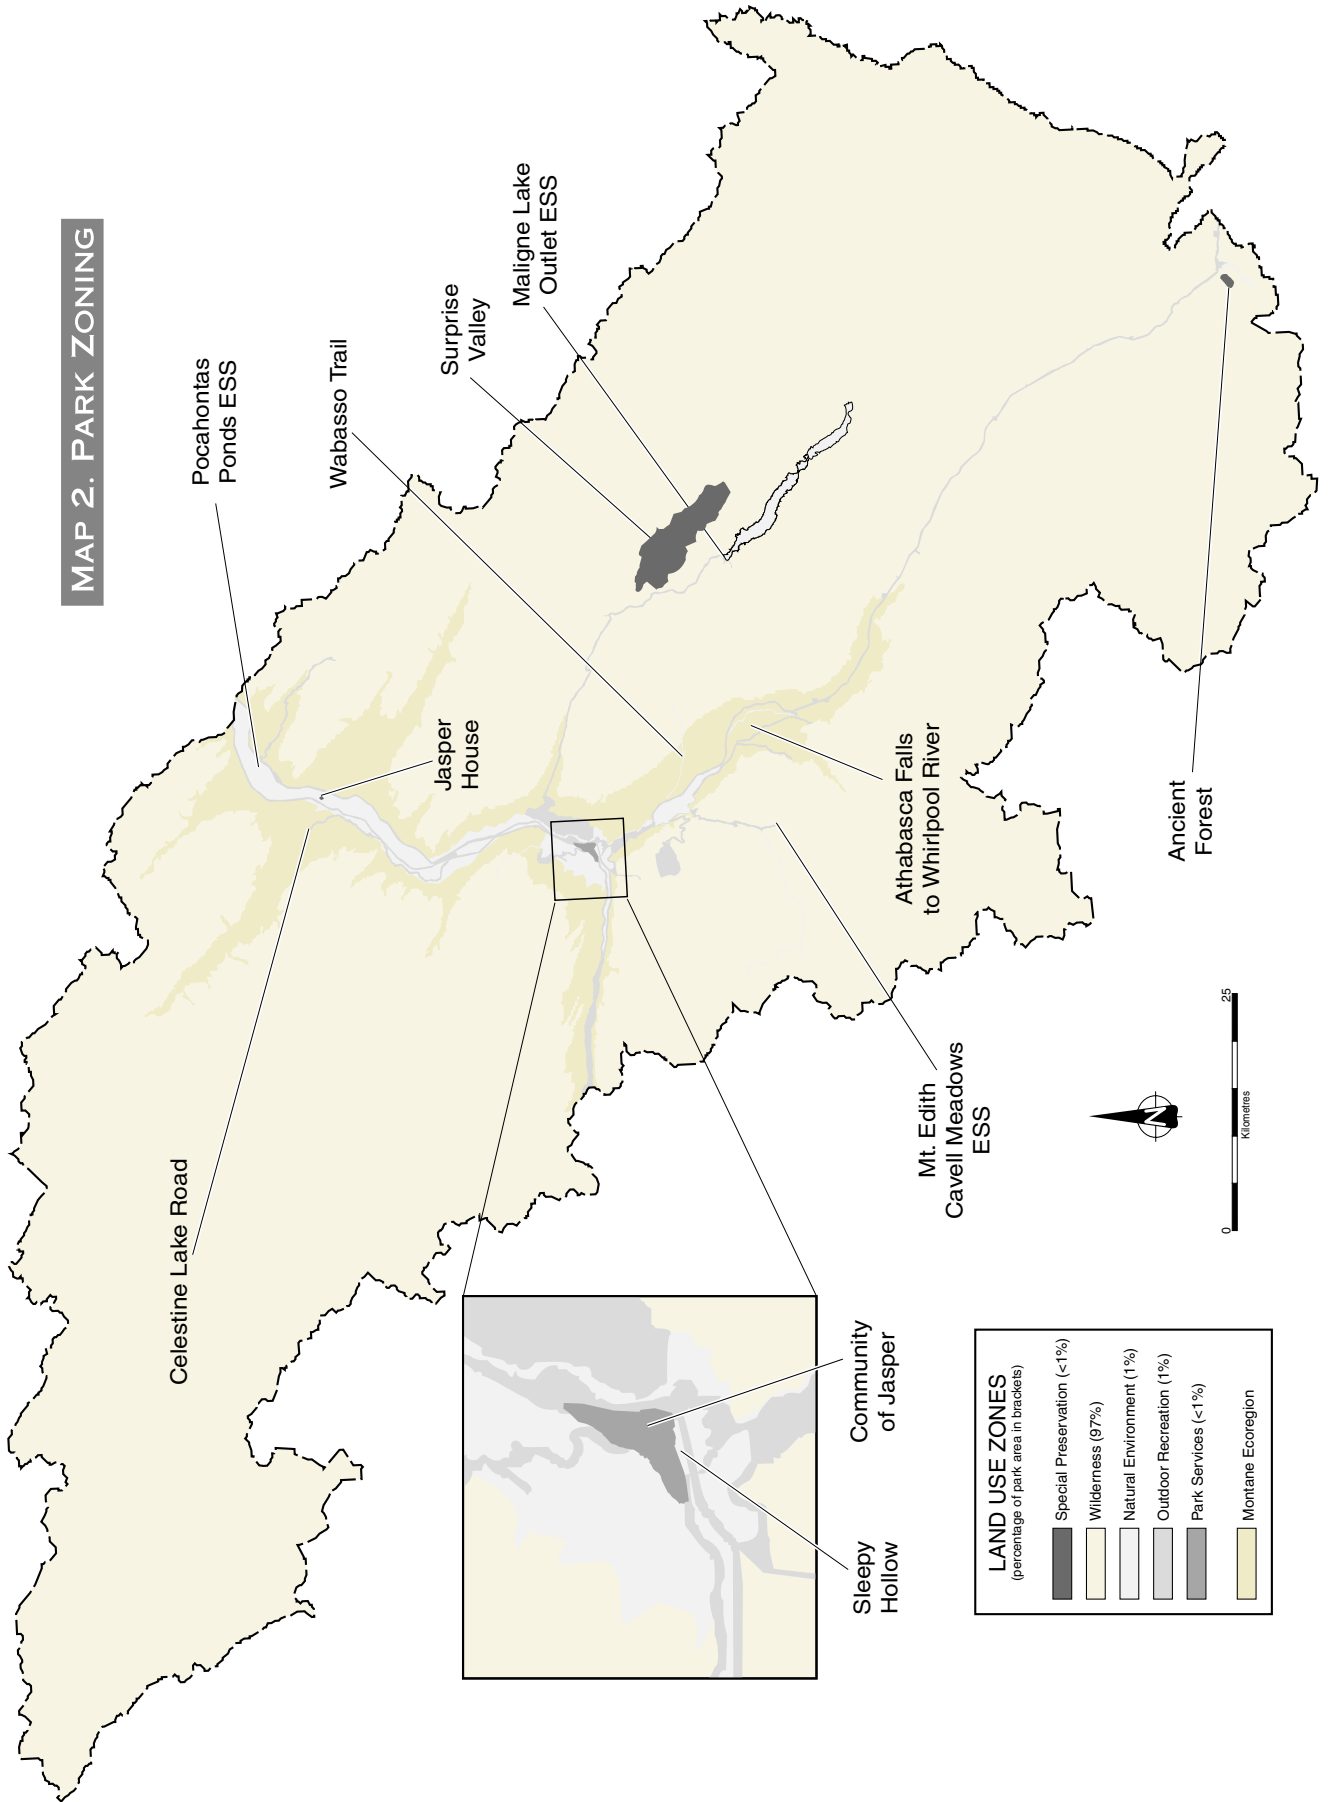 MAP 2. PARK ZONING
Pocahontas
Ponds ESS
Wabasso Trail
Surprise
Valley
Maligne Lake
Outlet ESS
Jasper
House
Celestine Lake Road
Athabasca Falls
to Whirlpool River
Ancient
Forest
Mt. Edith
Cavell Meadows
ESS
Community
of Jasper
Sleepy
Hollow
N
0
25
Kilometres
LAND USE ZONES
(percentage of park area in brackets)
Special Preservation (<1%)
Wilderness (97%)
Natural Environment (1%)
Outdoor Recreation (1%)
Park Services (<1%)
Montane Ecoregion